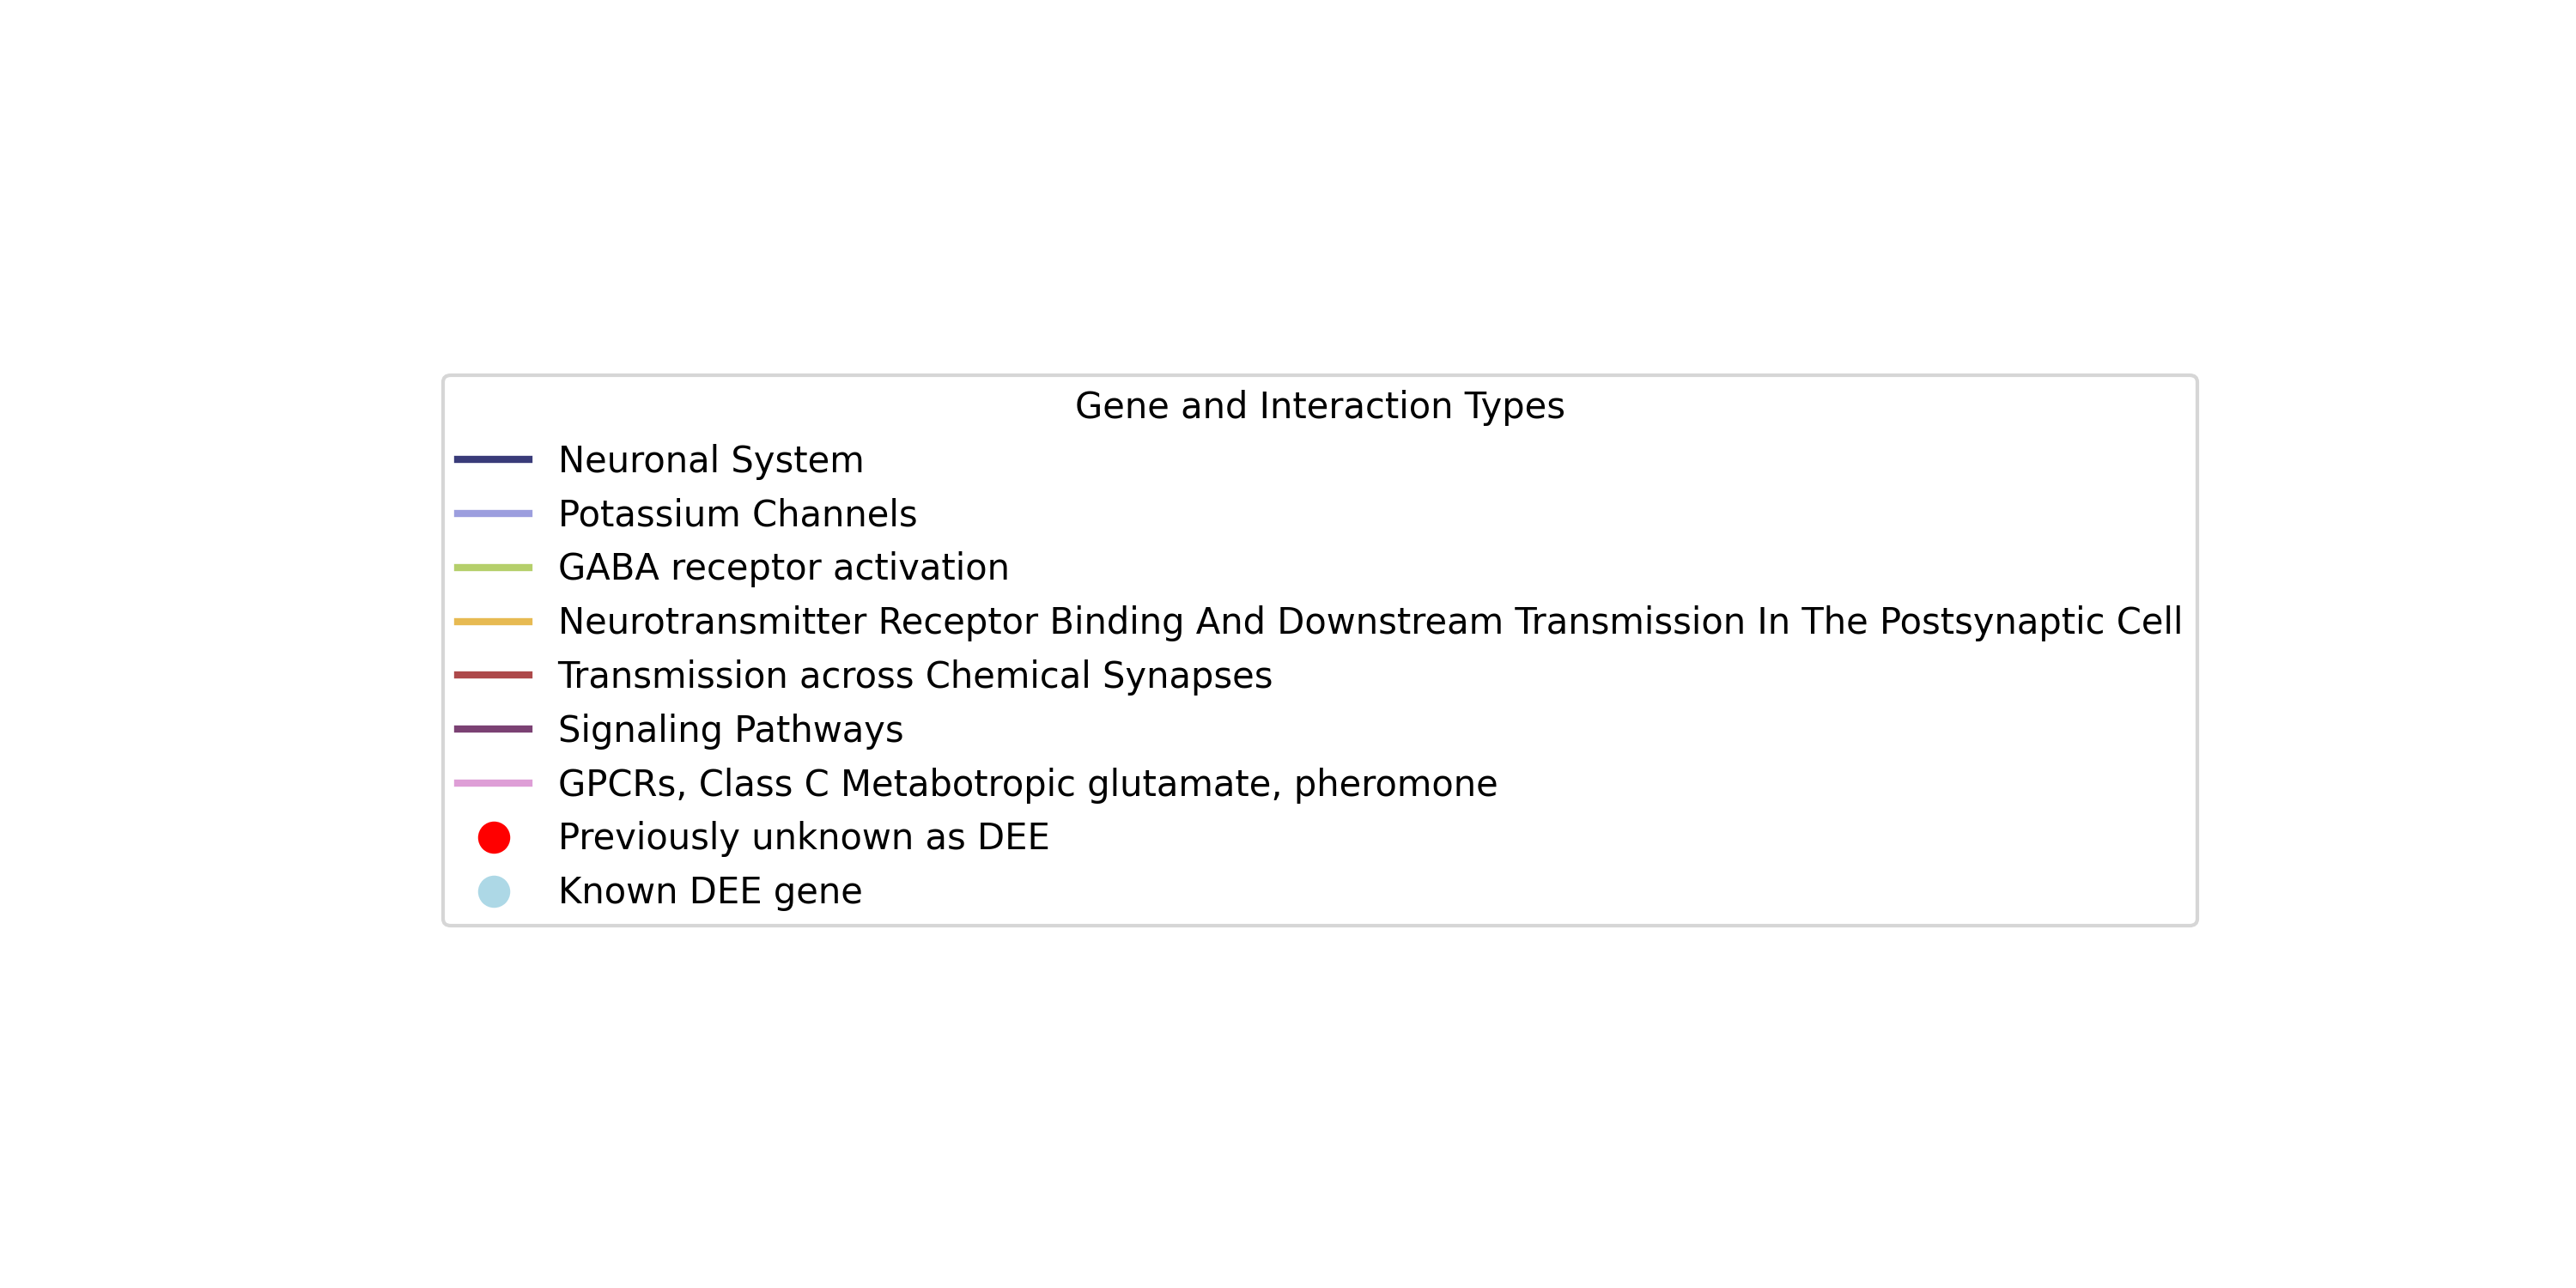 Gene and Interaction Types
Neuronal System
Potassium Channels
GABA receptor activation
Neurotransmitter Receptor Binding And Downstream Transmission In The Postsynaptic Cell
Transmission across Chemical Synapses
Signaling Pathways
GPCRs, Class C Metabotropic glutamate, pheromone
Previously unknown as DEE
Known DEE gene